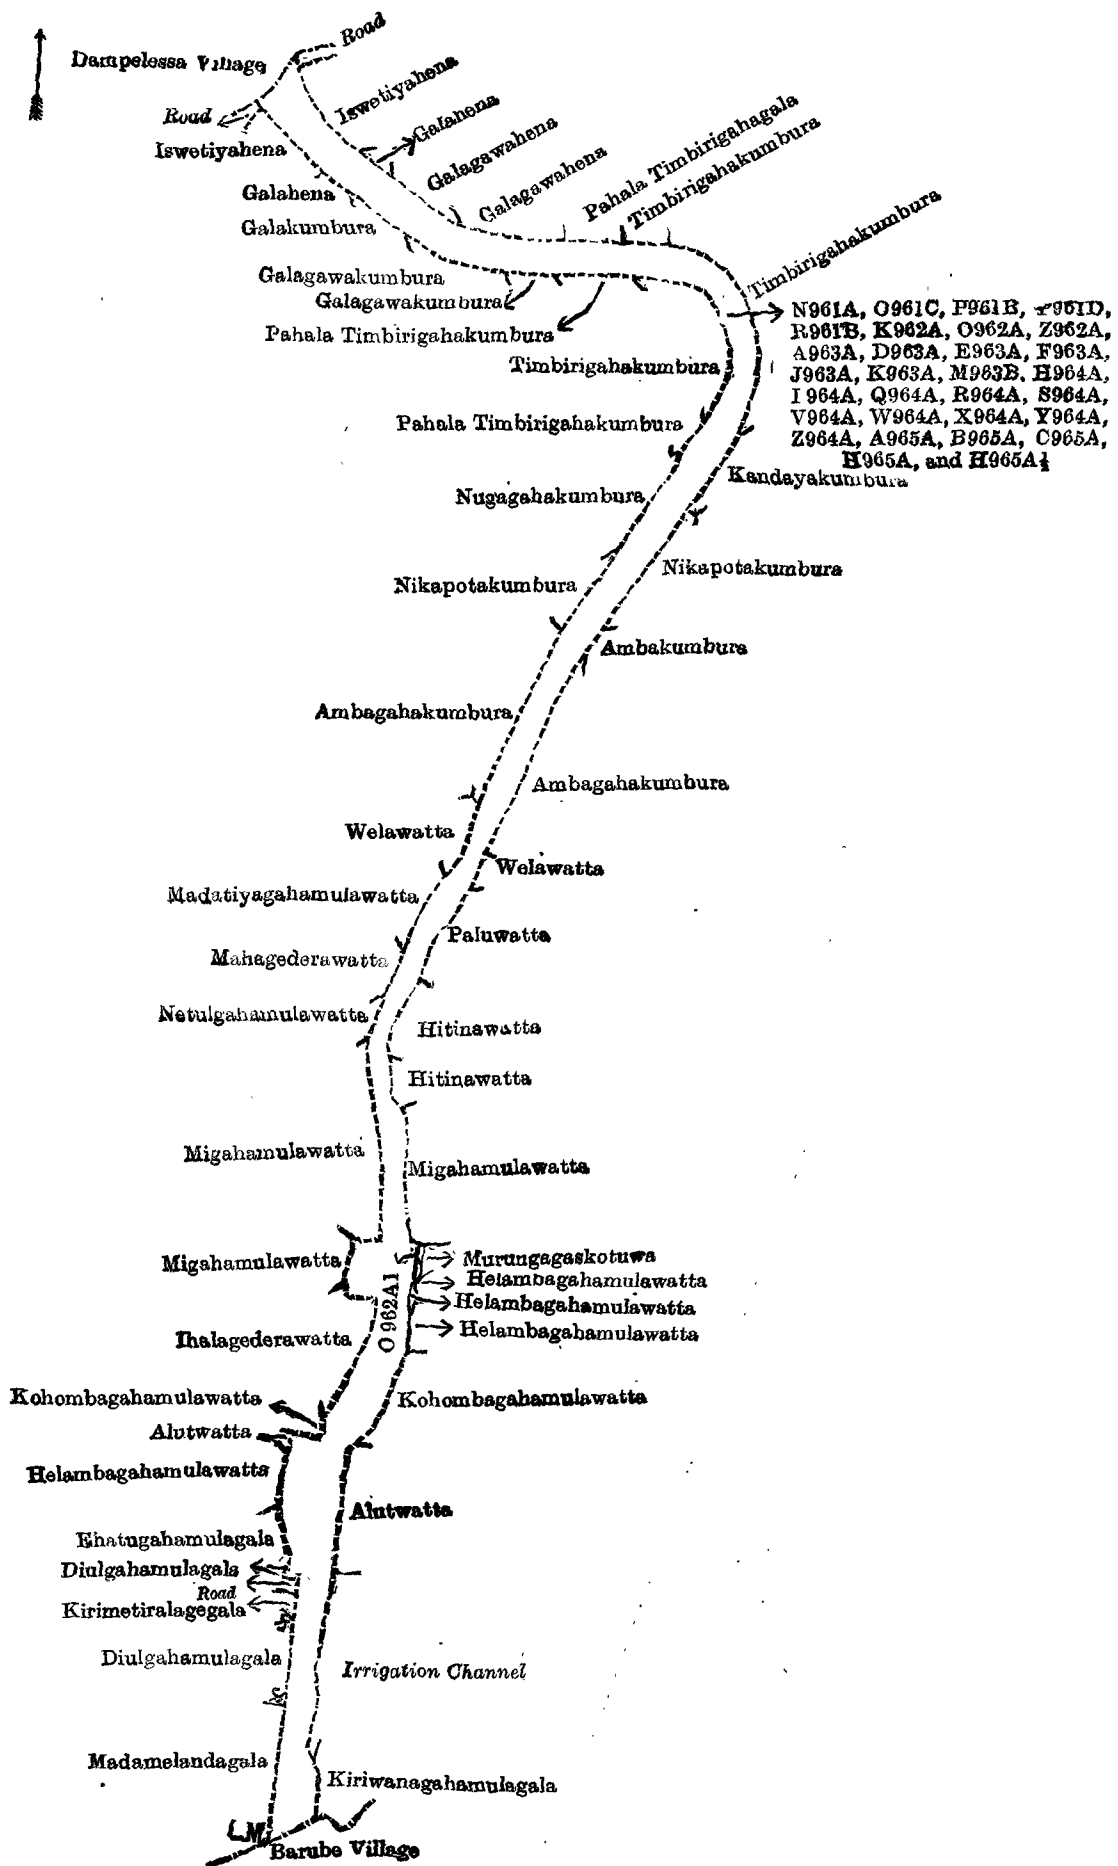 Road
Dampelessa Village
Iswetiyahena
Road
Galahena
Iswetiyahena
Galagawahena
Galagawahena
Pahala Timbirigahagala
Timbirigahakumbura
Galahena
Galakumbura
Timbirigahakumbura
Galagawakumbura
Galagawakumbura
Pahala Timbirigahakumbura
N961A, O961C, P961B, P961D,
R961B, K962A, O962A, Z962A,
A963A, D963A, E963A, F963A,
J963A, K963A, M963B, H964A,
I 964A, Q964A, R964A, S964A,
V964A, W964A, X964A, Y964A,
Z964A, A965A, B965A, C965A,
H965A, and H965A½
Timbirigahakumbura
Pahala Timbirigahakumbura
Kandayakumbura
Nugagahakumbura
Nikapotakumbura
Nikapotakumbura
Ambakumbura
Ambagahakumbura
Ambagahakumbura
Welawatta
Welawatta
Madatiyagahamulawatta
Paluwatta
Mahagederawatta
Netulgahamulawatta
Hitinawatta
Hitinawatta
Migahamulawatta
Migahamulawatta
Migahamulawatta
Murungagaskotuwa
Helambagahamulawatta
Helambagahamulawatta
Helambagahamulawatta
O 962A1
Ihalagederawatta
Kohombagahamulawatta
Kohombagahamulawatta
Alutwatta
Helambagahamulawatta
Alutwatta
Ehatugahamulagala
Diulgahamulagala
Road
Kirimetiralagegala
Diulgahamulagala
Irrigation Channel
Madamelandagala
Kiriwanagahamulagala
L.M
Barube Village